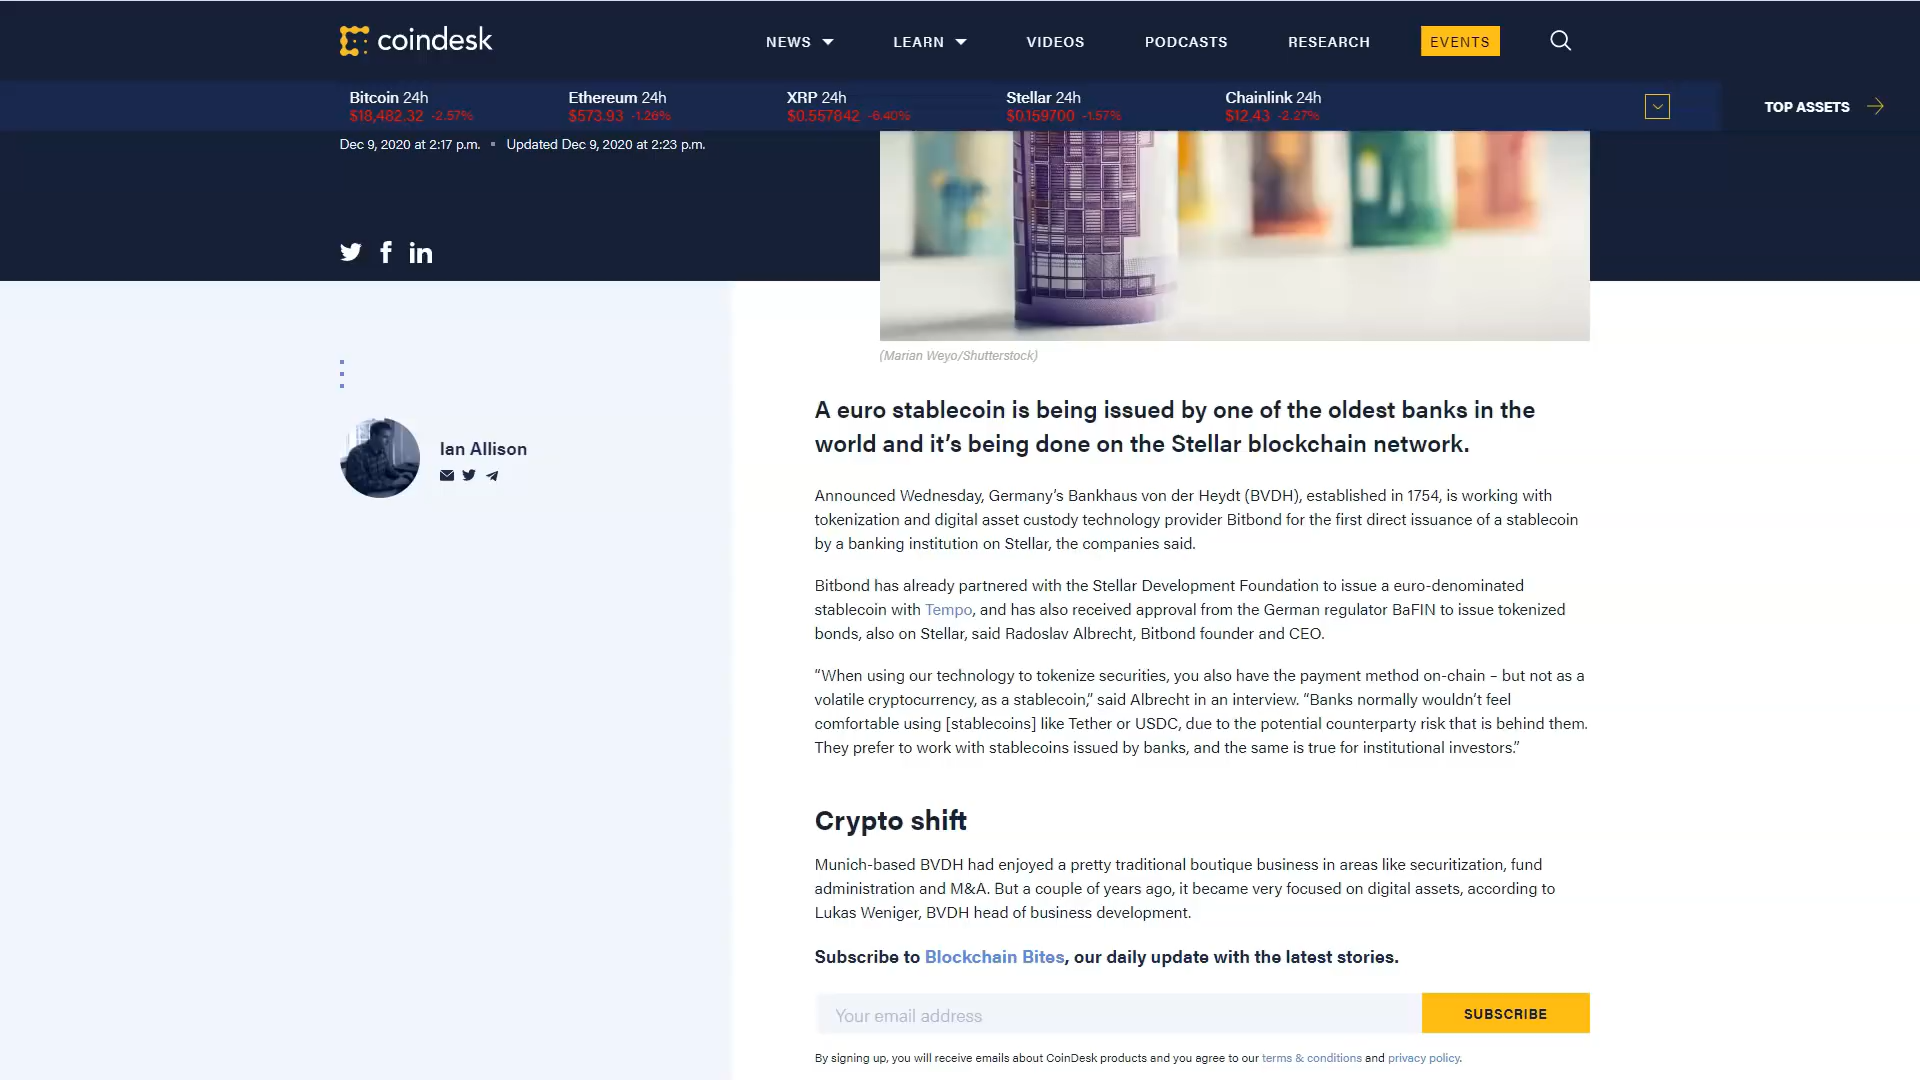 coindesk
NEWS
LEARN
VIDEOS
PODCASTS
RESEARCH
EVENTS
Bitcoin 24h
$18,482.32 -2.57%
Ethereum 24h
$573.93 -1.26%
XRP 24h
$0.557842 -6.40%
Stellar 24h
$0.159700 -1.57%
Chainlink 24h
$12.43 -2.27%
TOP ASSETS
Dec 9, 2020 at 2:17 p.m. ▪ Updated Dec 9, 2020 at 2:23 p.m.
(Marian Weyo/Shutterstock)
Ian Allison
A euro stablecoin is being issued by one of the oldest banks in the
world and it’s being done on the Stellar blockchain network.
Announced Wednesday, Germany’s Bankhaus von der Heydt (BVDH), established in 1754, is working with
tokenization and digital asset custody technology provider Bitbond for the first direct issuance of a stablecoin
by a banking institution on Stellar, the companies said.
Bitbond has already partnered with the Stellar Development Foundation to issue a euro-denominated
stablecoin with Tempo, and has also received approval from the German regulator BaFIN to issue tokenized
bonds, also on Stellar, said Radoslav Albrecht, Bitbond founder and CEO.
“When using our technology to tokenize securities, you also have the payment method on-chain – but not as a
volatile cryptocurrency, as a stablecoin,” said Albrecht in an interview. “Banks normally wouldn’t feel
comfortable using [stablecoins] like Tether or USDC, due to the potential counterparty risk that is behind them.
They prefer to work with stablecoins issued by banks, and the same is true for institutional investors.”
Crypto shift
Munich-based BVDH had enjoyed a pretty traditional boutique business in areas like securitization, fund
administration and M&A. But a couple of years ago, it became very focused on digital assets, according to
Lukas Weniger, BVDH head of business development.
Subscribe to Blockchain Bites, our daily update with the latest stories.
Your email address
SUBSCRIBE
By signing up, you will receive emails about CoinDesk products and you agree to our terms & conditions and privacy policy.